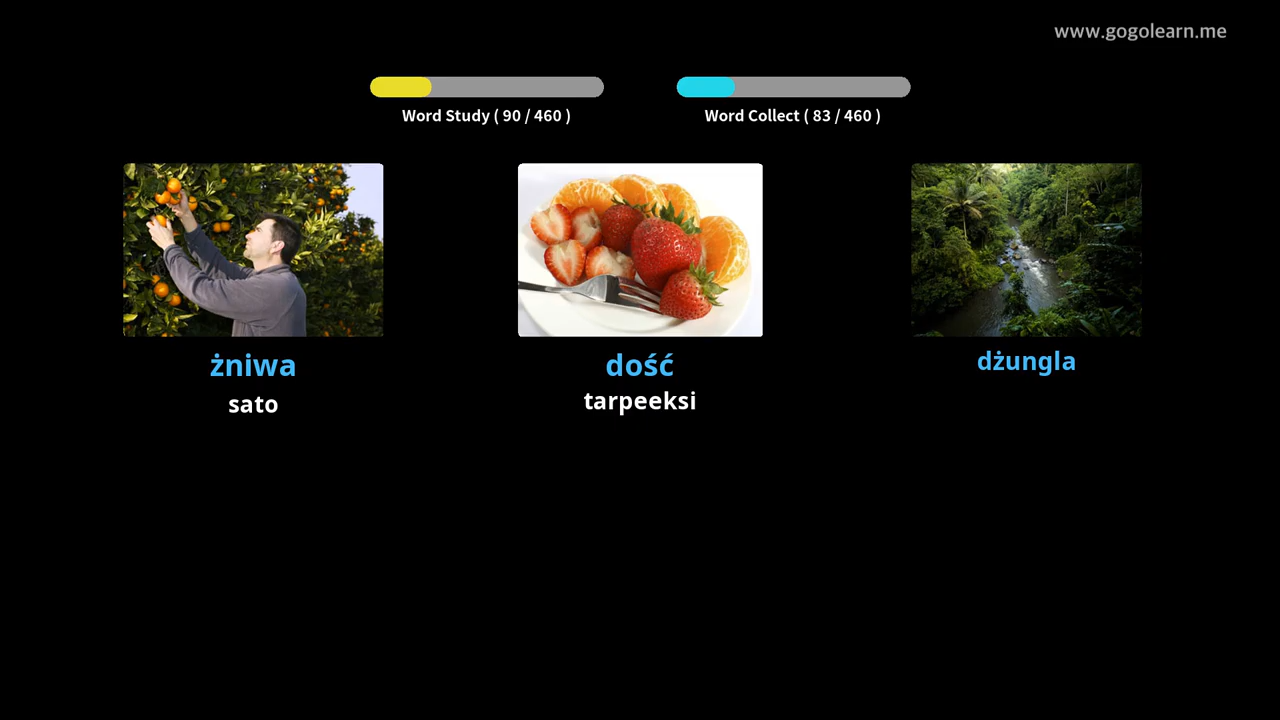 www.gogolearn.me
Word Study ( 90 / 460 )
Word Collect ( 83 / 460 )
żniwa
sato
dość
tarpeeksi
dżungla